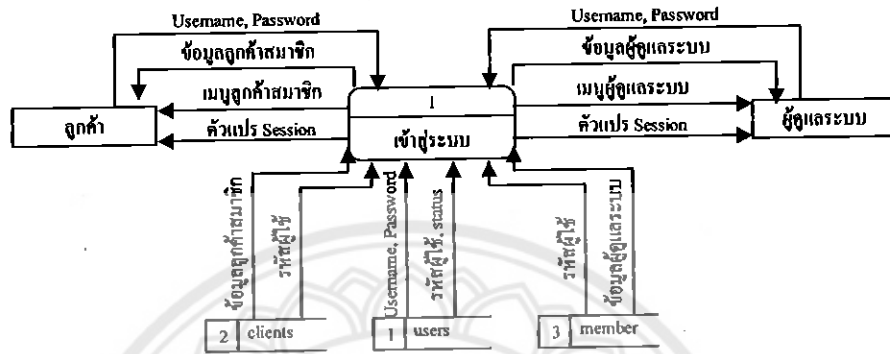 Username, Password
Username, Password
ข้อมูลลูกค้าสมาชิก
ข้อมูลผู้ดูแลระบบ
เมนูลูกค้าสมาชิก
1
เมนูผู้ดูแลระบบ
ลูกค้า
ตัวแปร Session
เข้าสู่ระบบ
ตัวแปร Session
ผู้ดูแลระบบ
ข้อมูลลูกค้าสมาชิก
รหัสผู้ใช้
Username, Password
รหัสผู้ใช้, status
รหัสผู้ใช้
ข้อมูลผู้ดูแลระบบ
2 clients
1 users
3 member